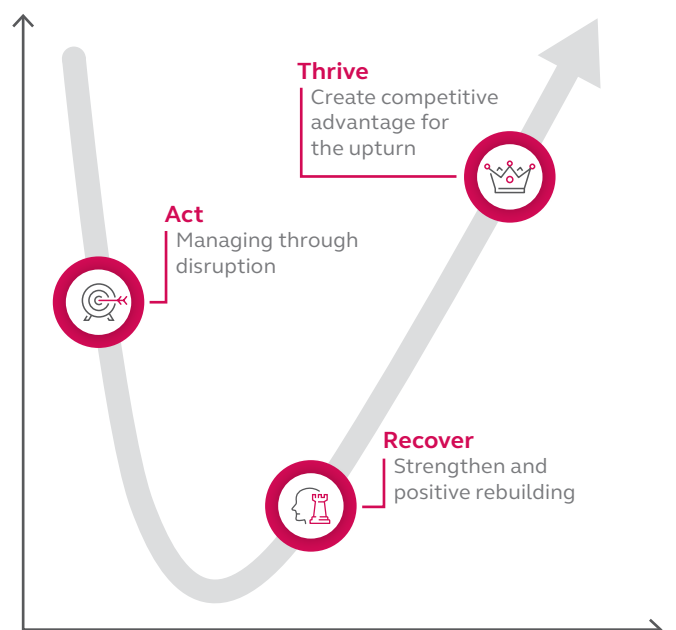 Thrive
Create competitive
advantage for
the upturn
Act
Managing through
disruption
Recover
Strengthen and
positive rebuilding